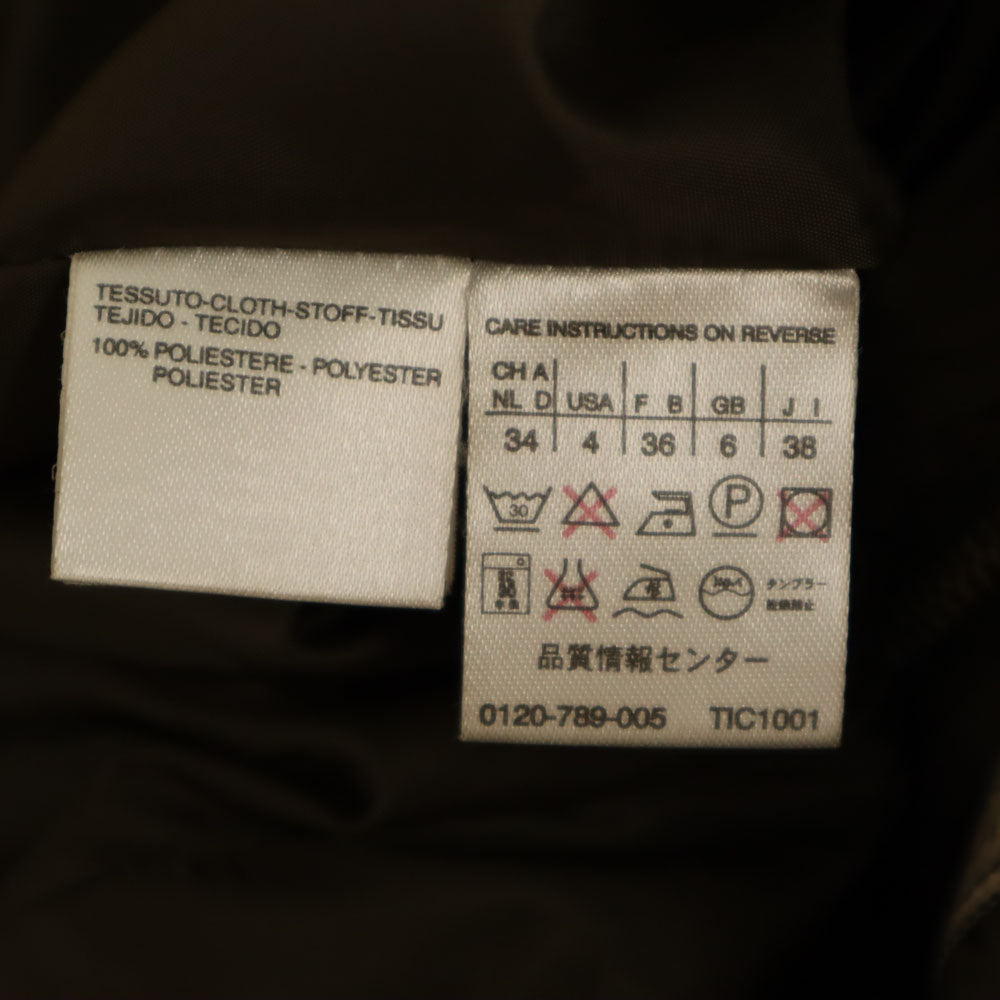 TESSUTO-CLOTH-STOFF-TISSU
TEJIDO - TECIDO
100% POLIESTERE - POLYESTER
POLIESTER
CARE INSTRUCTIONS ON REVERSE
CH A
NL D USA F B GB J I
34 4 36 6 38
30 P
タンブラー
乾燥禁止
品質情報センター
0120-789-005 TIC1001